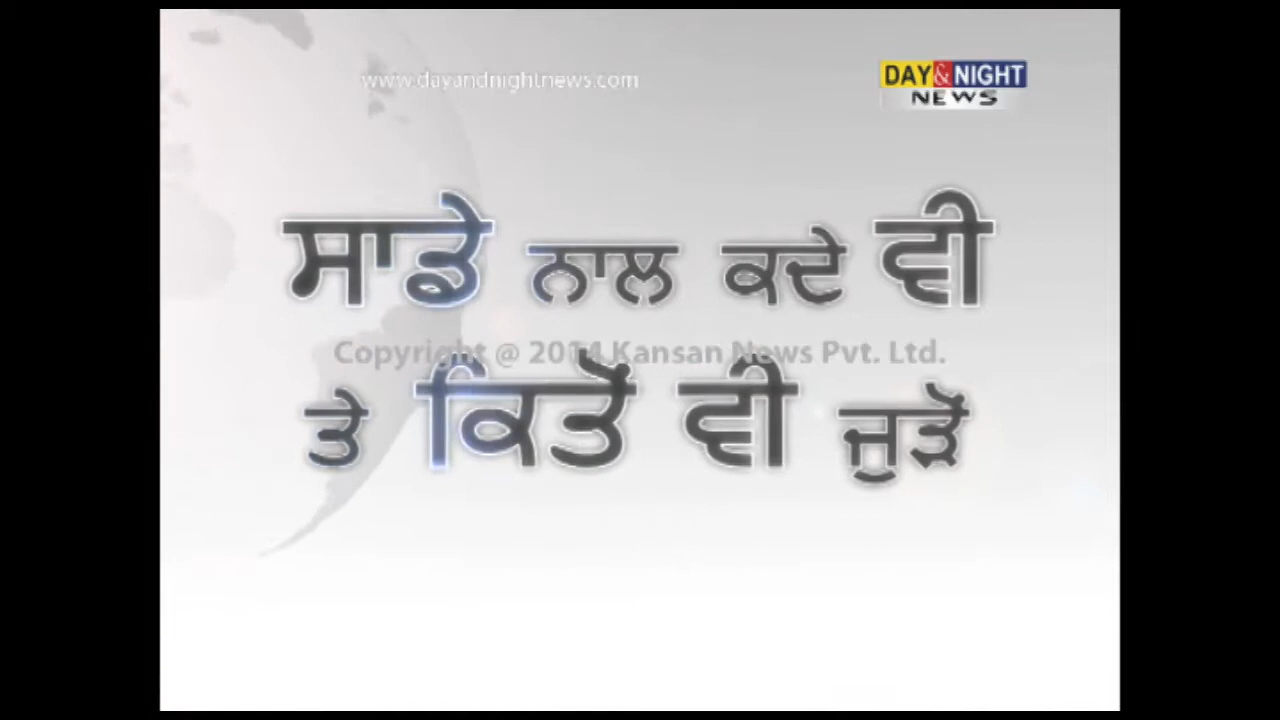 www.dayandnightnews.com
DAY&NIGHT
NEWS
ਸਾਡੇ ਨਾਲ ਕਦੇ ਵੀ
Copyright @ 2014 Kansan News Pvt. Ltd.
ਤੇ ਕਿਤੋਂ ਵੀ ਜੁੜੋਂ